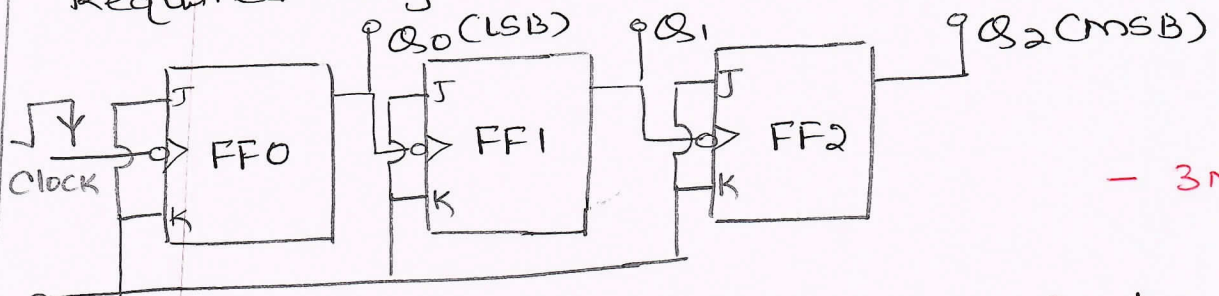 Q0 (LSB) Q1 Q2 (MSB)
J J J
Clock FF0 FF1 FF2
K K K
- 3